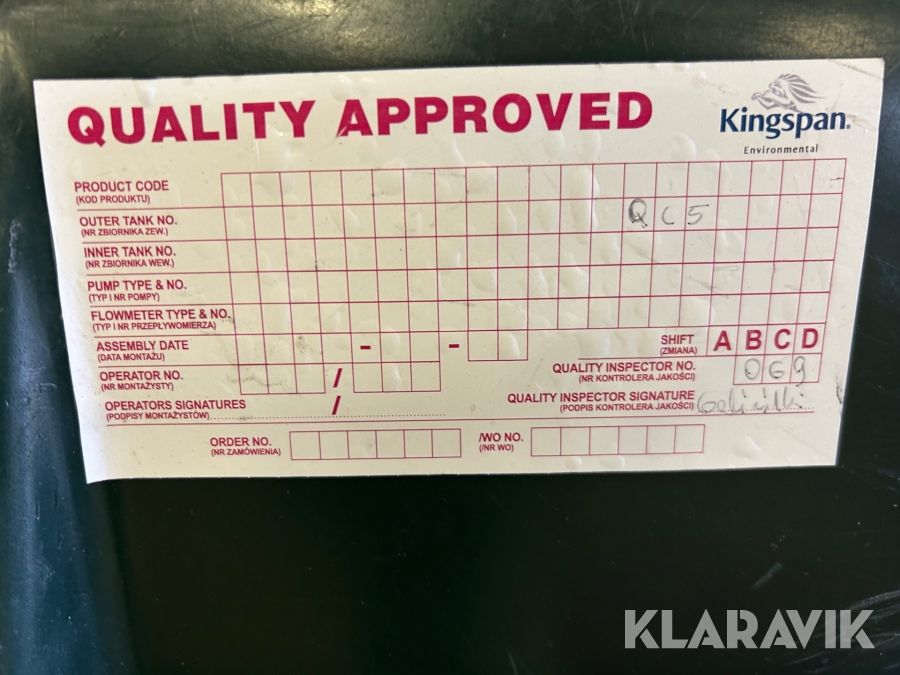 QUALITY APPROVED
Kingspan.
Environmental
PRODUCT CODE
(KOD PRODUKTU)
OUTER TANK NO.
(NR ZBIORNIKA ZEW.)
QC5
INNER TANK NO.
(NR ZBIORNIKA WEW.)
PUMP TYPE & NO.
(TYP I NR POMPY)
FLOWMETER TYPE & NO.
(TYP I NR PRZEPŁYWOMIERZA)
ASSEMBLY DATE
(DATA MONTAŻU)
- -
SHIFT
(ZMIANA)
A B C D
OPERATOR NO.
(NR MONTAŻYSTY)
/
QUALITY INSPECTOR NO.
(NR KONTROLERA JAKOŚCI)
069
OPERATORS SIGNATURES
(PODPISY MONTAŻYSTÓW)
/
QUALITY INSPECTOR SIGNATURE
(PODPIS KONTROLERA JAKOŚCI)
ORDER NO.
(NR ZAMÓWIENIA)
/WO NO.
(/NR WO)
KLARAVIK